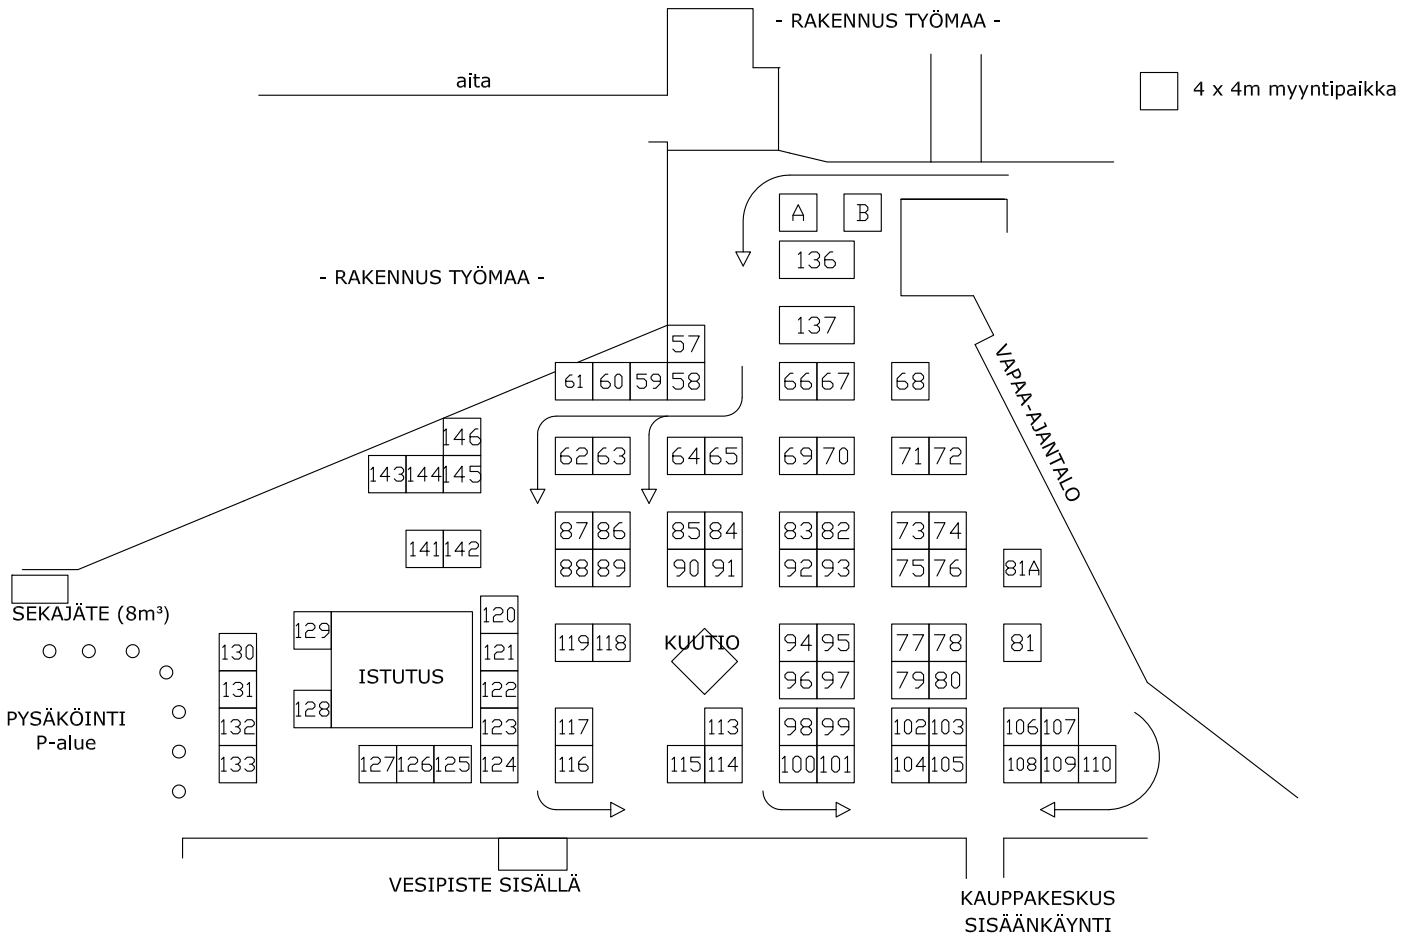 - RAKENNUS TYÖMAA -
aita
4 x 4m myyntipaikka
A B
136
- RAKENNUS TYÖMAA -
137
57
61 60 59 58 66 67 68
VAPAA-AJANTALO
146
62 63 64 65 69 70 71 72
143 144 145
87 86 85 84 83 82 73 74
141 142
88 89 90 91 92 93 75 76 81A
SEKAJÄTE (8m³)
120
129
119 118 KUUTIO 94 95 77 78 81
130 121
ISTUTUS
96 97 79 80
131 122
128
PYSÄKÖINTI
P-alue
132 123 117 113 98 99 102 103 106 107
133 127 126 125 124 116 115 114 100 101 104 105 108 109 110
VESIPISTE SISÄLLÄ
KAUPPAKESKUS
SISÄÄNKÄYNTI